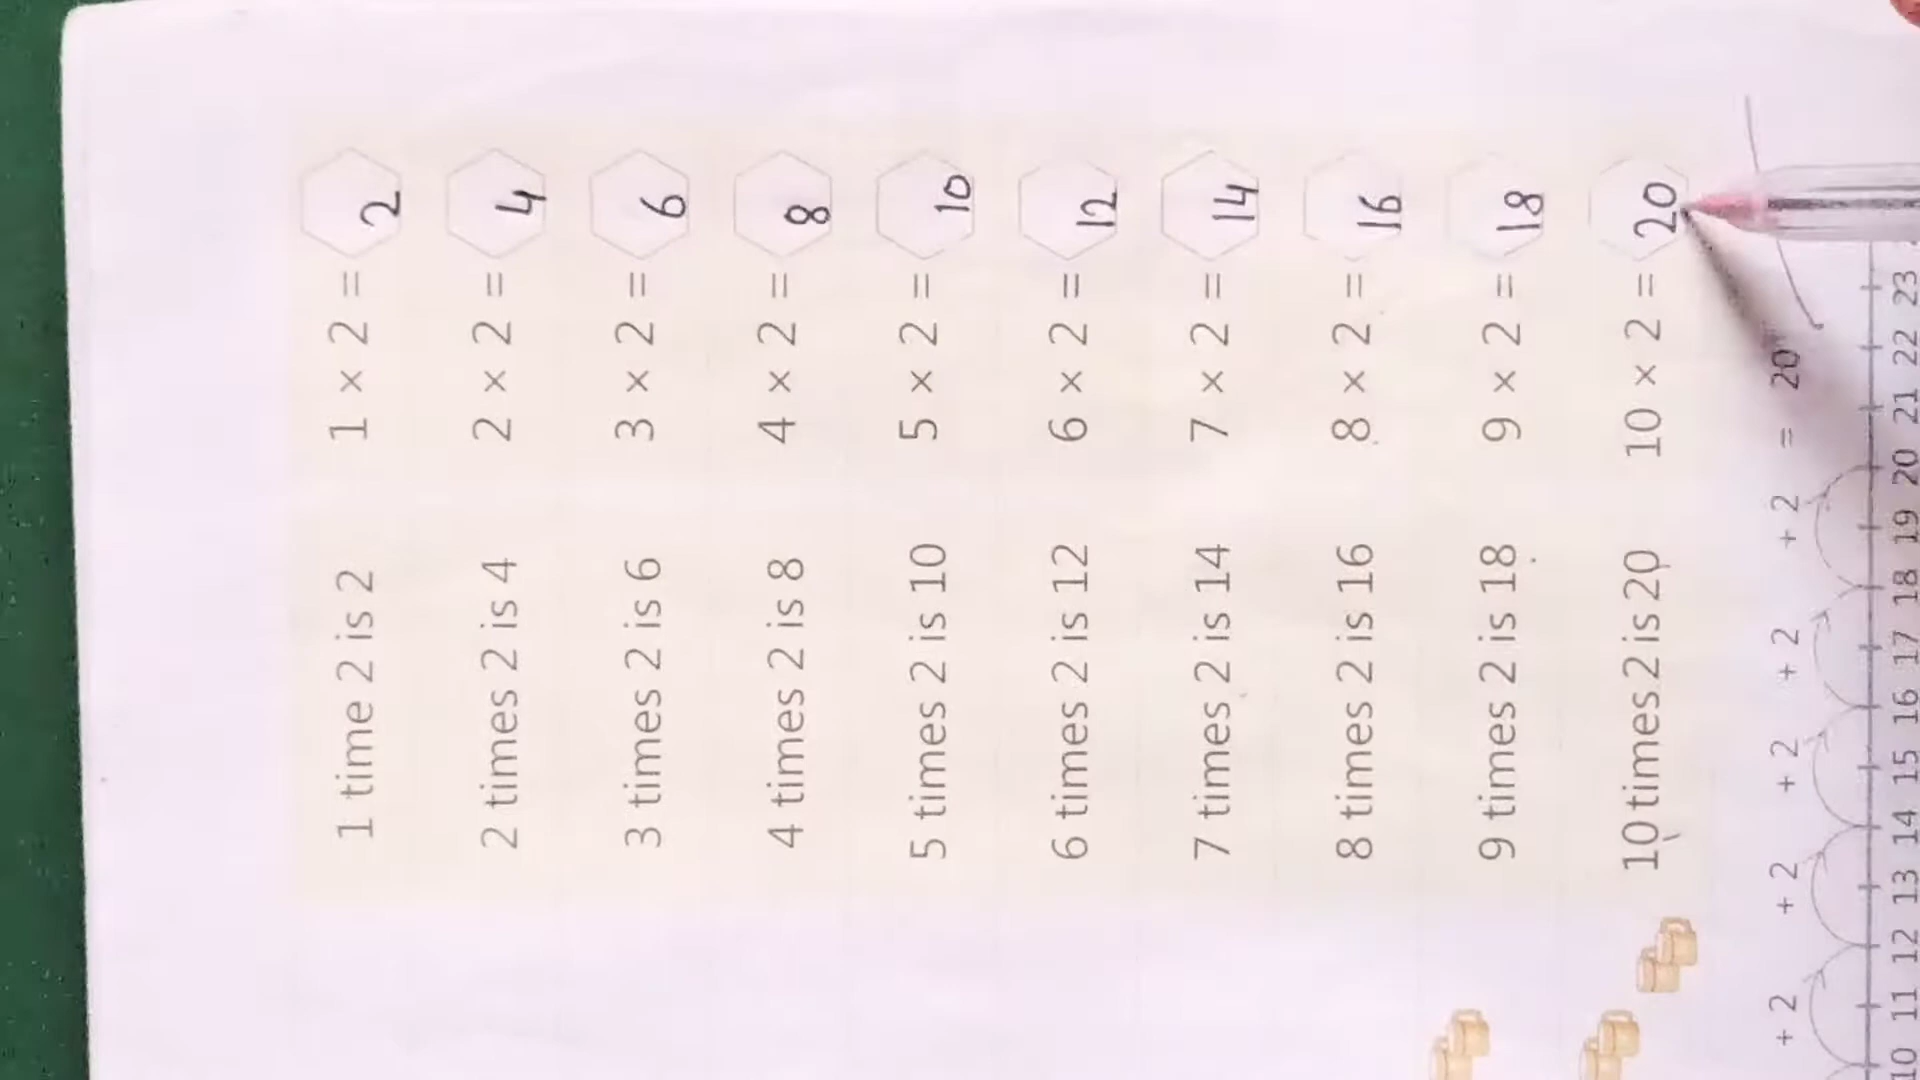 1 time 2 is 2 1 × 2 = 2
2 times 2 is 4 2 × 2 = 4
3 times 2 is 6 3 × 2 = 6
4 times 2 is 8 4 × 2 = 8
5 times 2 is 10 5 × 2 = 10
6 times 2 is 12 6 × 2 = 12
7 times 2 is 14 7 × 2 = 14
8 times 2 is 16 8 × 2 = 16
9 times 2 is 18 9 × 2 = 18
10 times 2 is 20 10 × 2 = 20
+ 2 + 2 + 2 + 2 + 2 = 20
10 11 12 13 14 15 16 17 18 19 20 21 22 23